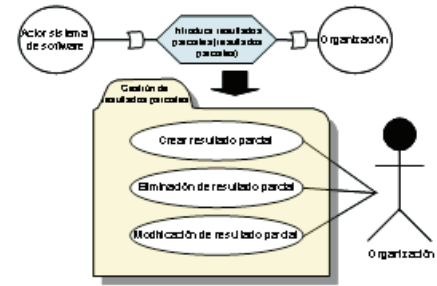 Actor sistema
de software
Introducir resultados
parciales(resultados
parciales)
Organización
Gestión de
resultados parciales
Crear resultado parcial
Eliminación de resultado parcial
Modificación de resultado parcial
Organización